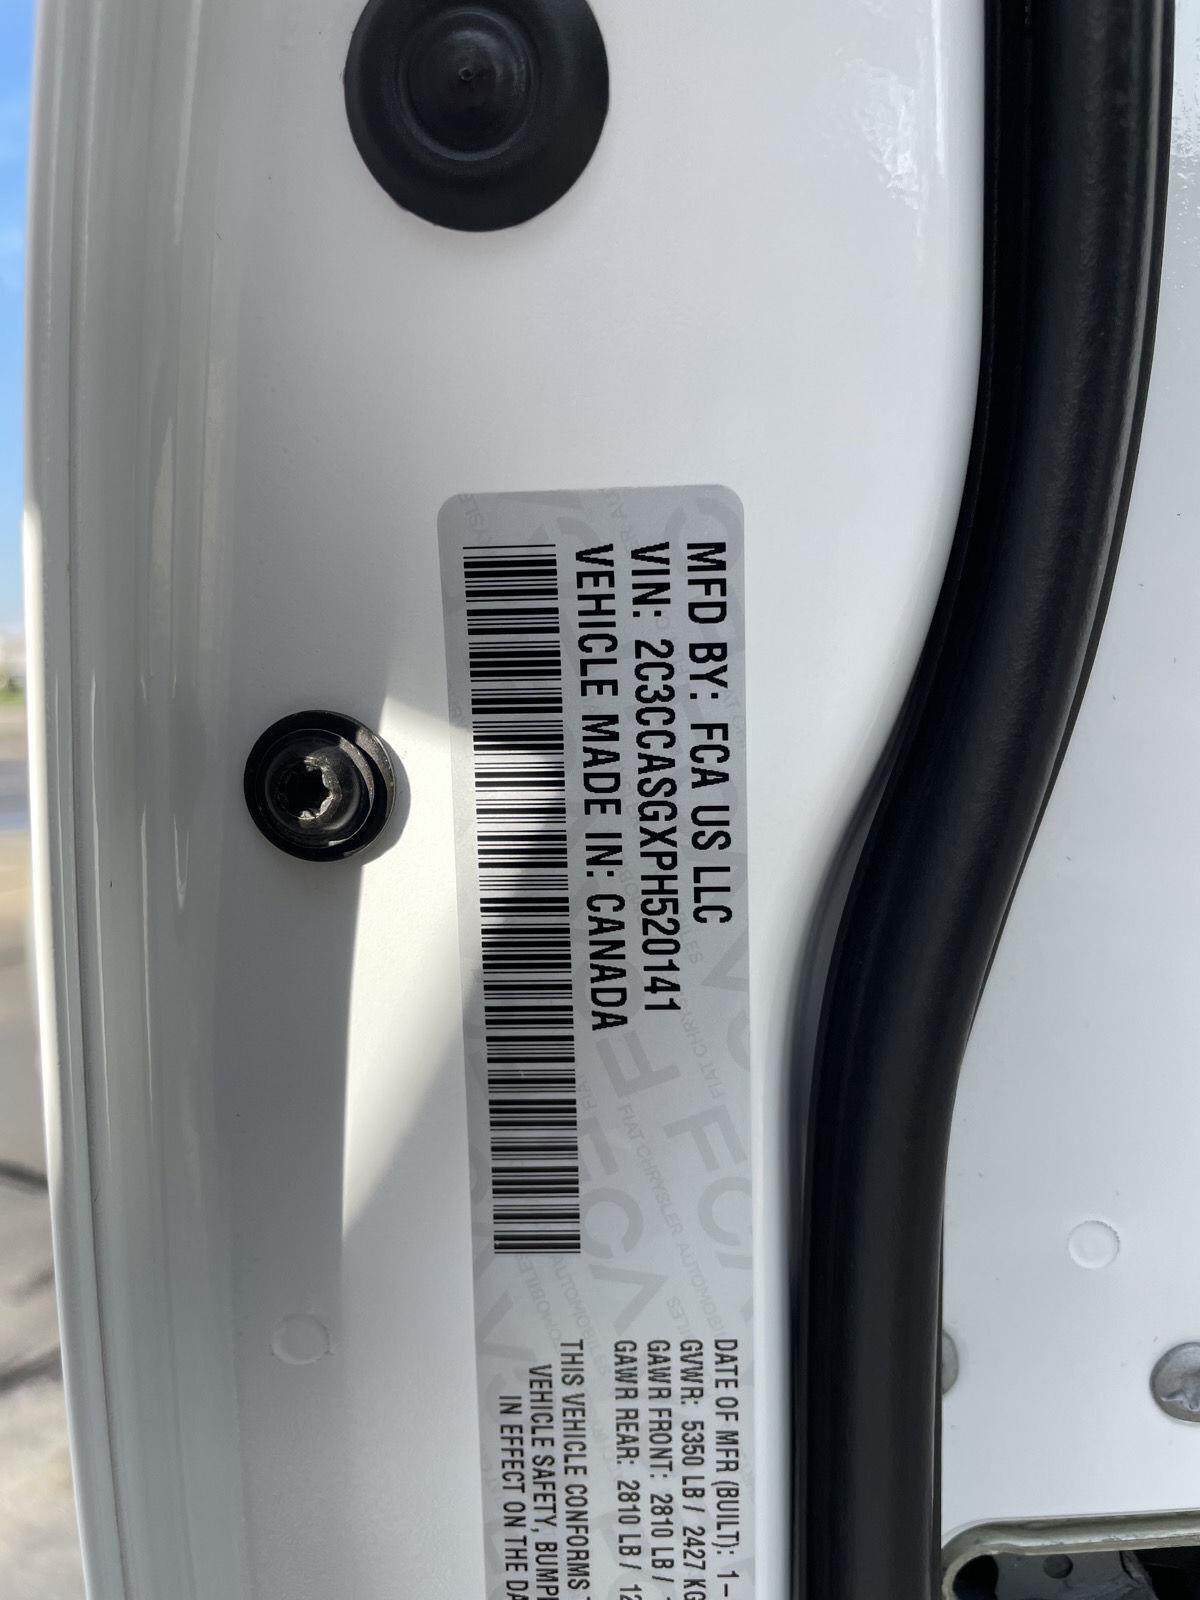 MFD BY: FCA US LLC
VIN: 2C3CCASGXPH520141
VEHICLE MADE IN: CANADA
DATE OF MFR (BUILT): 1-
GVWR: 5350 LB / 2427 KG
GAWR FRONT: 2810 LB /
GAWR REAR: 2810 LB / 12
THIS VEHICLE CONFORMS
VEHICLE SAFETY, BUMP
IN EFFECT ON THE DA